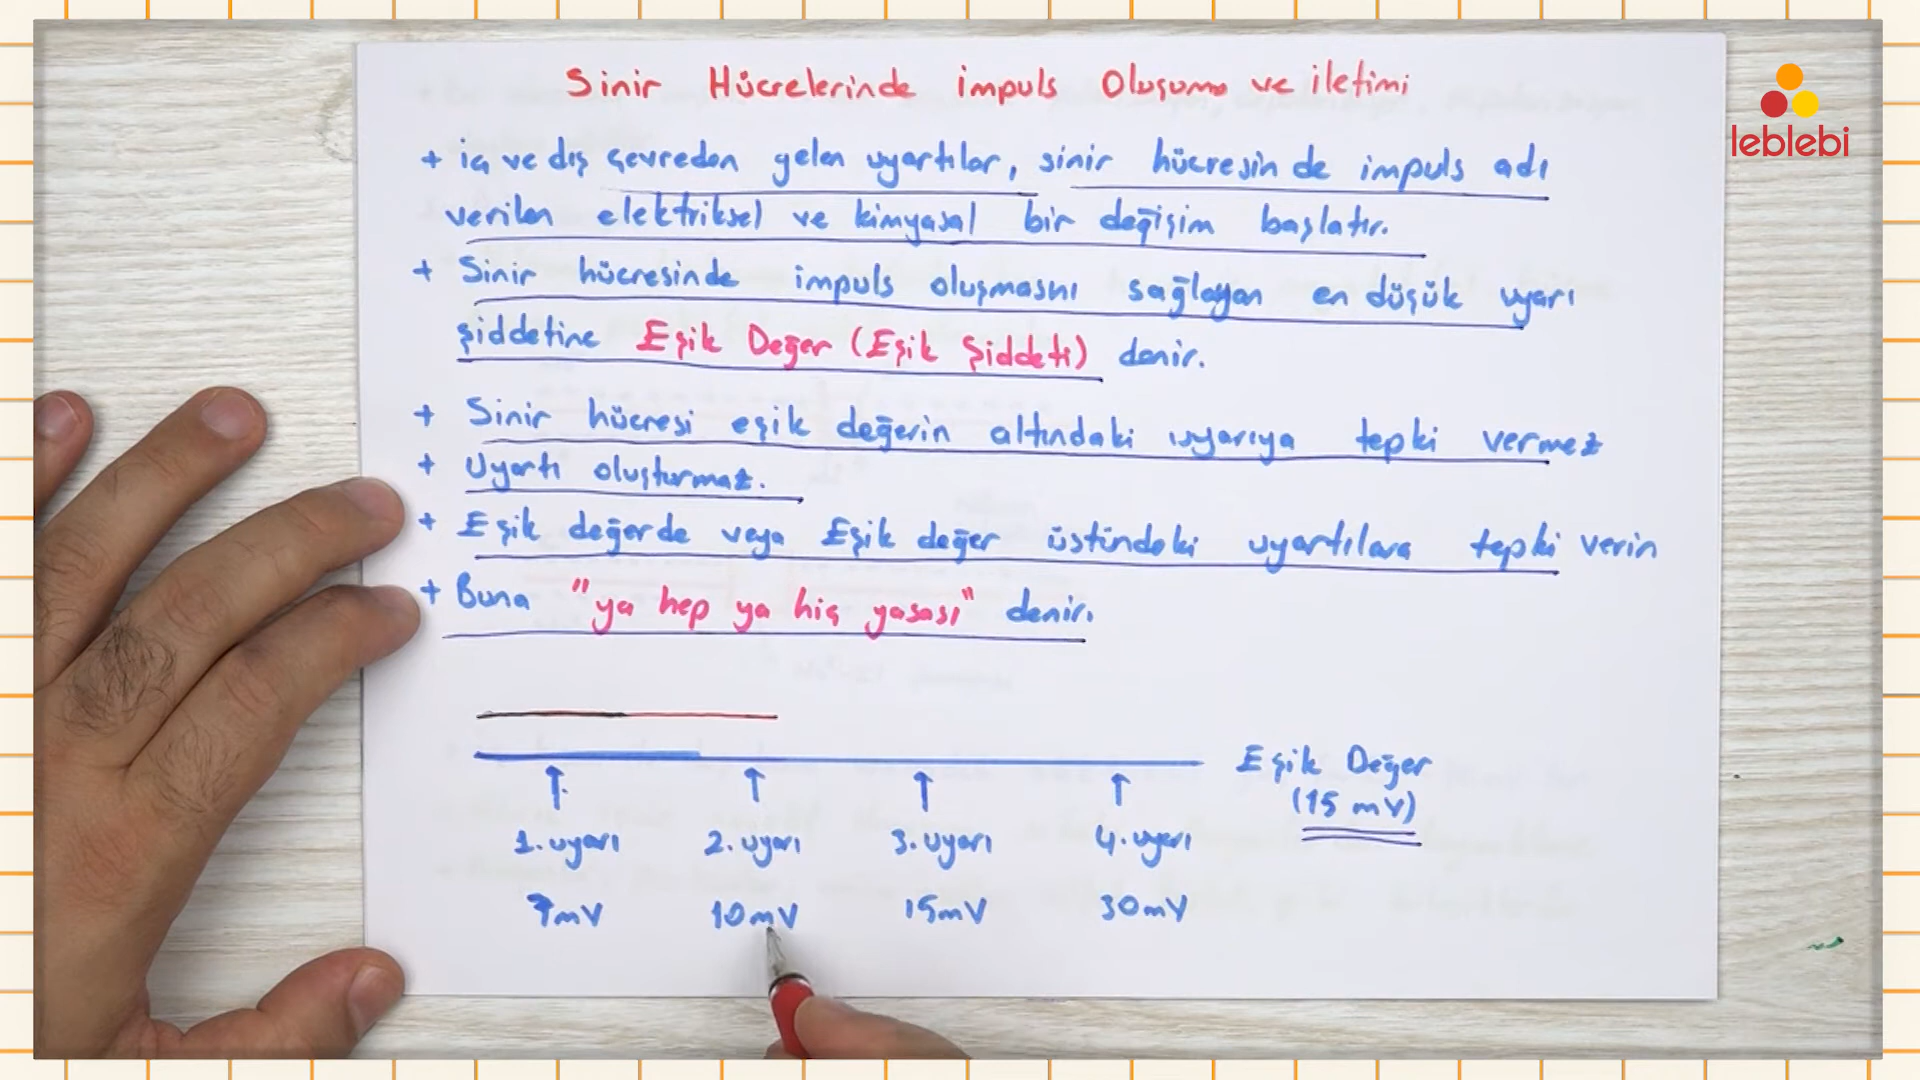 Sinir Hücrelerinde impuls Oluşumu ve iletimi
leblebi
+ iç ve dış çevreden gelen uyartılar, sinir hücresinde impuls adı
verilen elektriksel ve kimyasal bir değişim başlatır.
+ Sinir hücresinde impuls oluşmasını sağlayan en düşük uyarı
şiddetine Eşik Değer (Eşik Şiddeti) denir.
+ Sinir hücresi eşik değerin altındaki uyarıya tepki vermez
+ Uyartı oluşturmaz.
+ Eşik değerde veya Eşik değer üstündeki uyartılara tepki verin
+ Buna "ya hep ya hiç yasası" denir.
Eşik Değer
(15 mV)
1. uyarı 2. uyarı 3. uyarı 4. uyarı
7mV 10mV 15mV 30mV